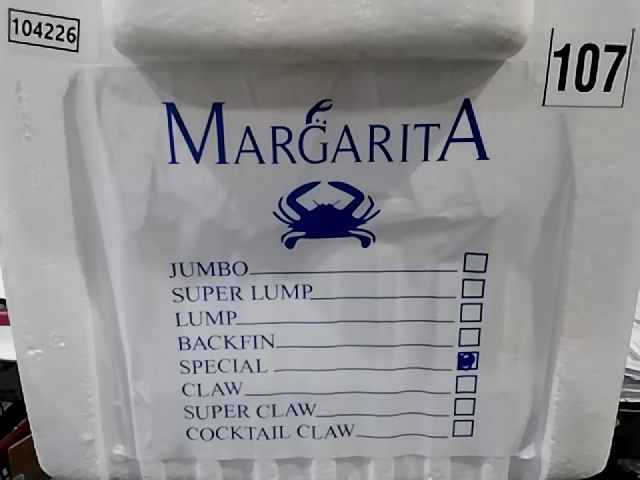 104226
107
MARGARITA
JUMBO
SUPER LUMP
LUMP
BACKFIN
SPECIAL
CLAW
SUPER CLAW
COCKTAIL CLAW